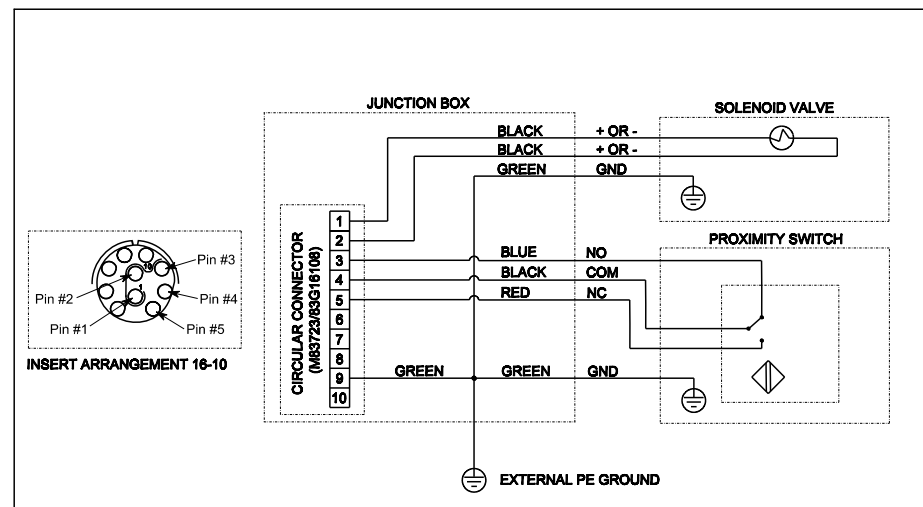 JUNCTION BOX
SOLENOID VALVE
BLACK + OR -
BLACK + OR -
GREEN GND
CIRCULAR CONNECTOR
(M83723/83G16108)
1
2
3
4
5
6
7
8
9
10
PROXIMITY SWITCH
BLUE NO
BLACK COM
RED NC
GREEN GREEN GND
EXTERNAL PE GROUND
10
1
Pin #3
Pin #2
Pin #4
Pin #1
Pin #5
INSERT ARRANGEMENT 16-10